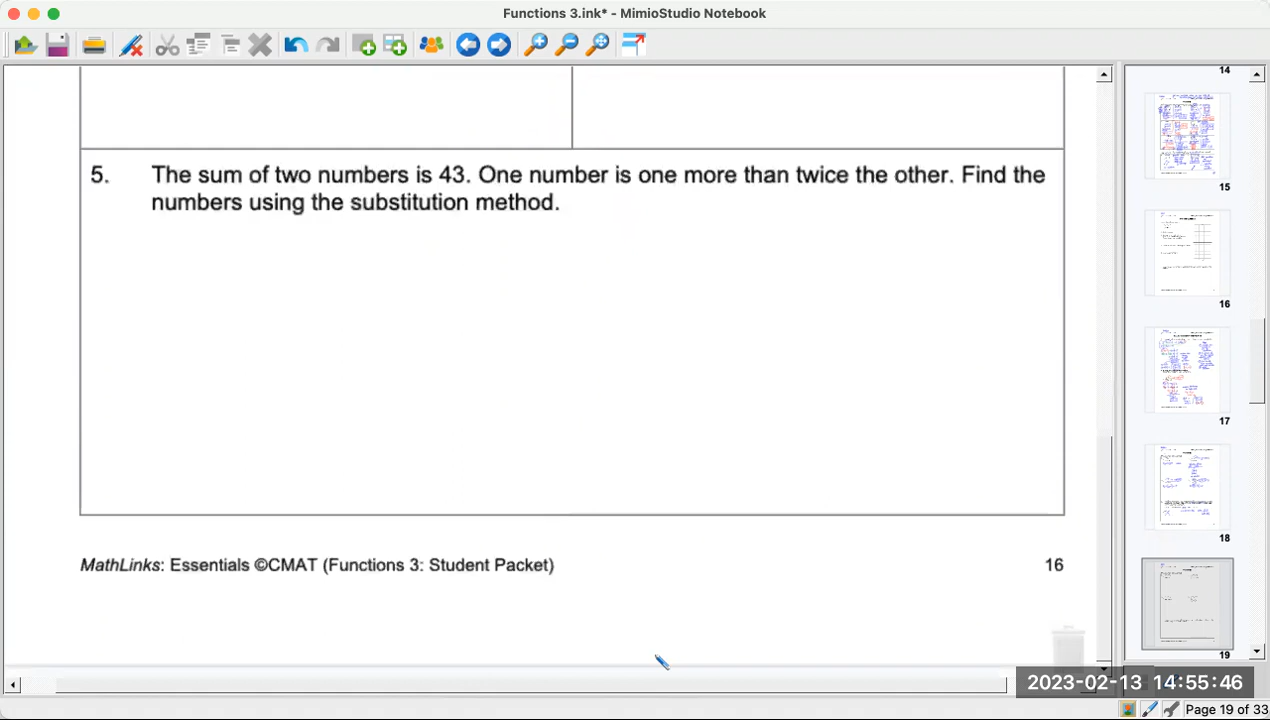 Functions 3.ink* - MimioStudio Notebook
14
5. The sum of two numbers is 43. One number is one more than twice the other. Find the
numbers using the substitution method.
15
16
17
18
MathLinks: Essentials ©CMAT (Functions 3: Student Packet) 16
19
2023-02-13 14:55:46
Page 19 of 33